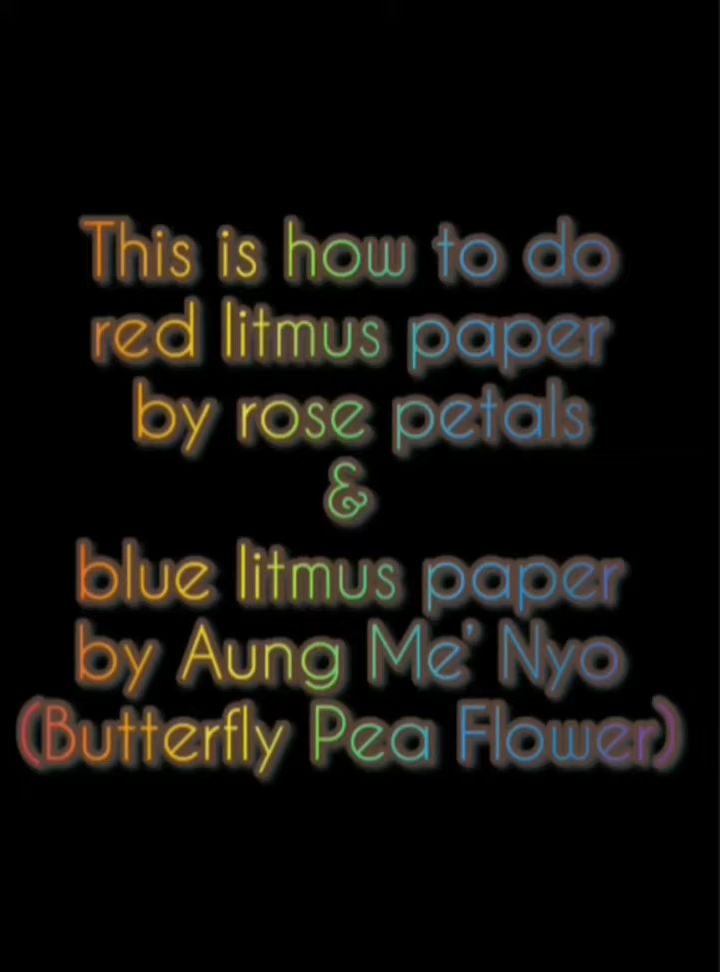 This is how to do
red litmus paper
by rose petals
&
blue litmus paper
by Aung Me' Nyo
(Butterfly Pea Flower)